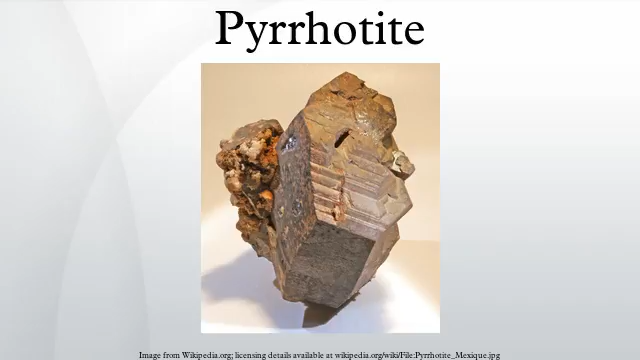 Pyrrhotite
Image from Wikipedia.org; licensing details available at wikipedia.org/wiki/File:Pyrrhotite_Mexique.jpg